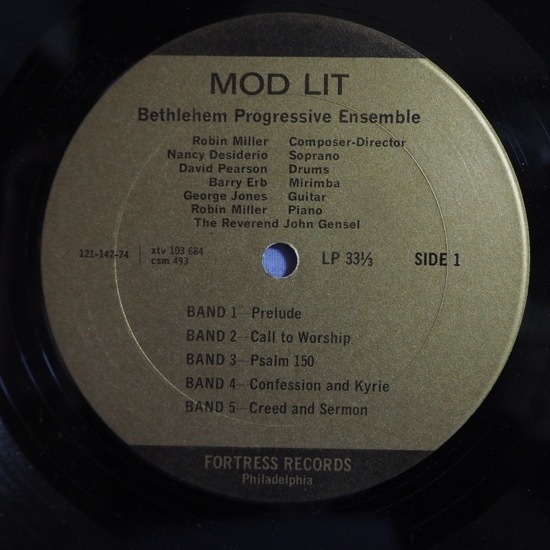 MOD LIT
Bethlehem Progressive Ensemble
Robin Miller Composer-Director
Nancy Desiderio Soprano
David Pearson Drums
Barry Erb Mirimba
George Jones Guitar
Robin Miller Piano
The Reverend John Gensel
121-142-74 xtv 103 684
csm 493
LP 33⅓ SIDE 1
BAND 1—Prelude
BAND 2—Call to Worship
BAND 3—Psalm 150
BAND 4—Confession and Kyrie
BAND 5—Creed and Sermon
FORTRESS RECORDS
Philadelphia